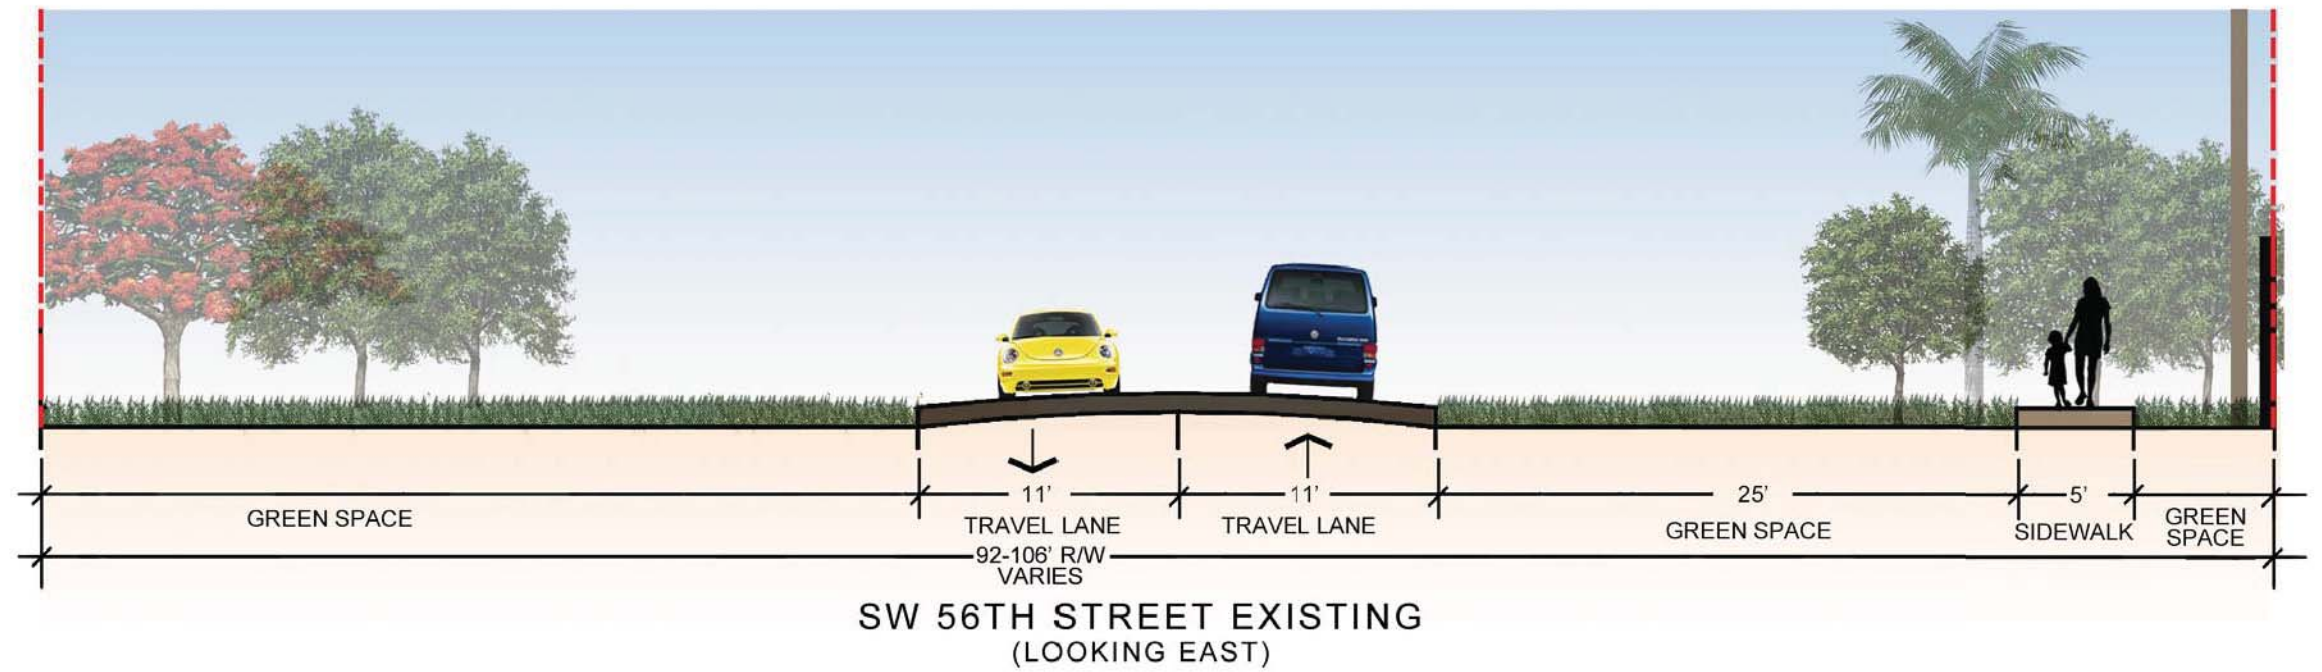 11' 11' 25' 5'
GREEN SPACE TRAVEL LANE TRAVEL LANE GREEN SPACE SIDEWALK GREEN
SPACE
92-106' R/W
VARIES
SW 56TH STREET EXISTING
(LOOKING EAST)